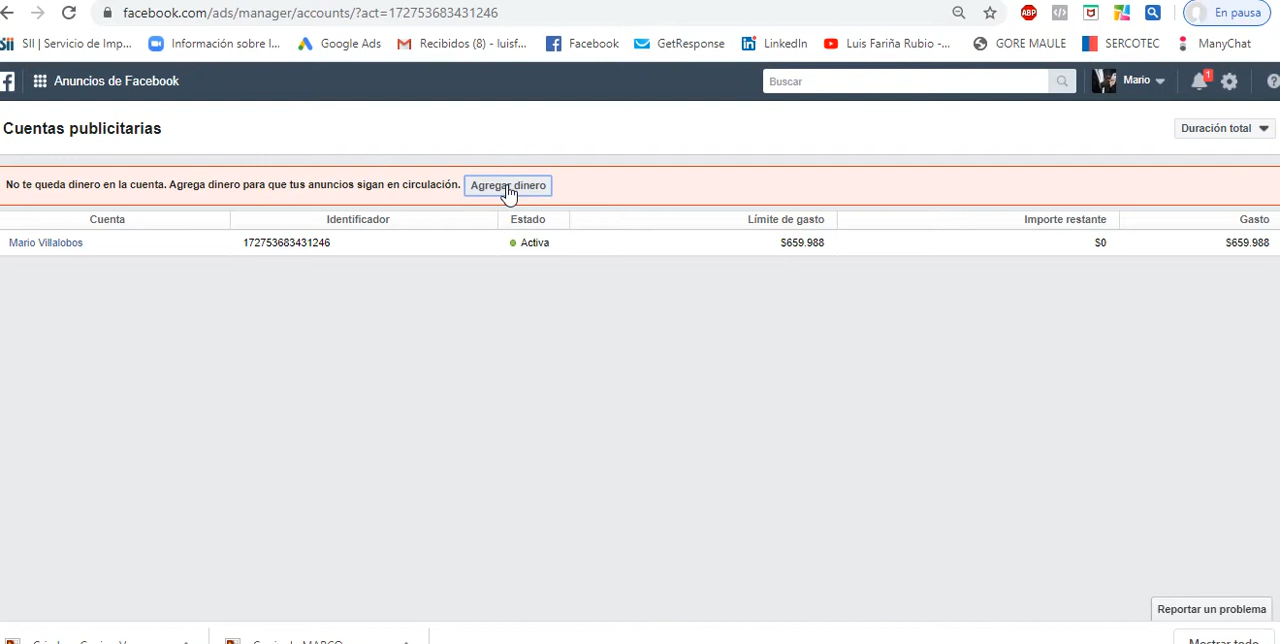 facebook.com/ads/manager/accounts/?act=172753683431246
ABP
En pausa
SII | Servicio de Imp...
Información sobre l...
Google Ads
Recibidos (8) - luisf...
Facebook
GetResponse
LinkedIn
Luis Fariña Rubio -...
GORE MAULE
SERCOTEC
ManyChat
Anuncios de Facebook
Buscar
Mario
1
Cuentas publicitarias
Duración total
No te queda dinero en la cuenta. Agrega dinero para que tus anuncios sigan en circulación.
Agregar dinero
Cuenta Identificador Estado Límite de gasto Importe restante Gasto
Mario Villalobos 172753683431246 Activa $659.988 $0 $659.988
Reportar un problema
Mostrar todo